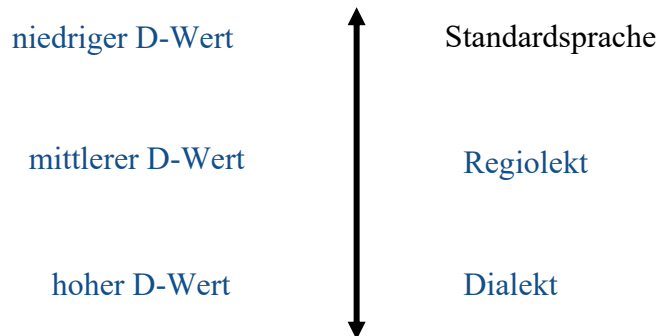 niedriger D-Wert Standardsprache
mittlerer D-Wert Regiolekt
hoher D-Wert Dialekt